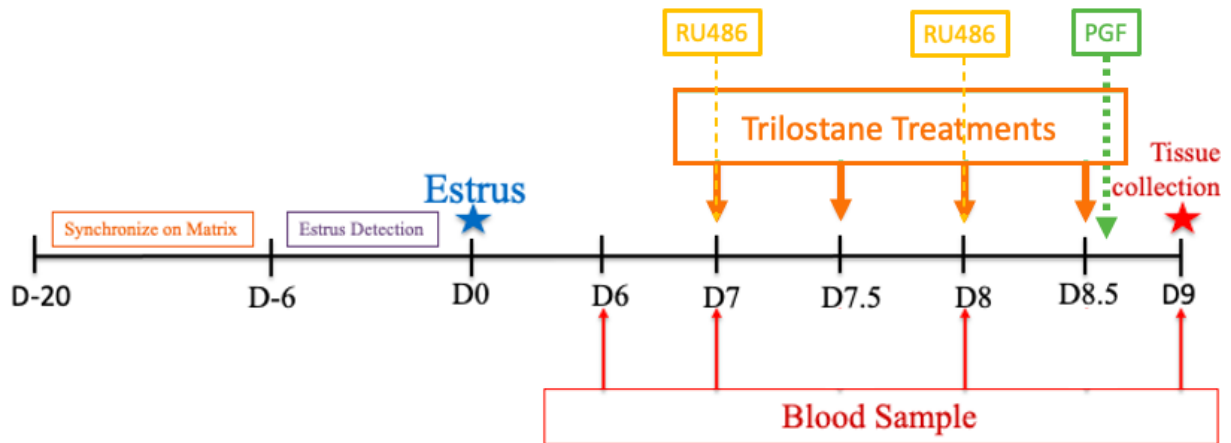 RU486
RU486
PGF
Trilostane Treatments
Tissue
collection
Estrus
Synchronize on Matrix
Estrus Detection
D-20
D-6
D0
D6
D7
D7.5
D8
D8.5
D9
Blood Sample